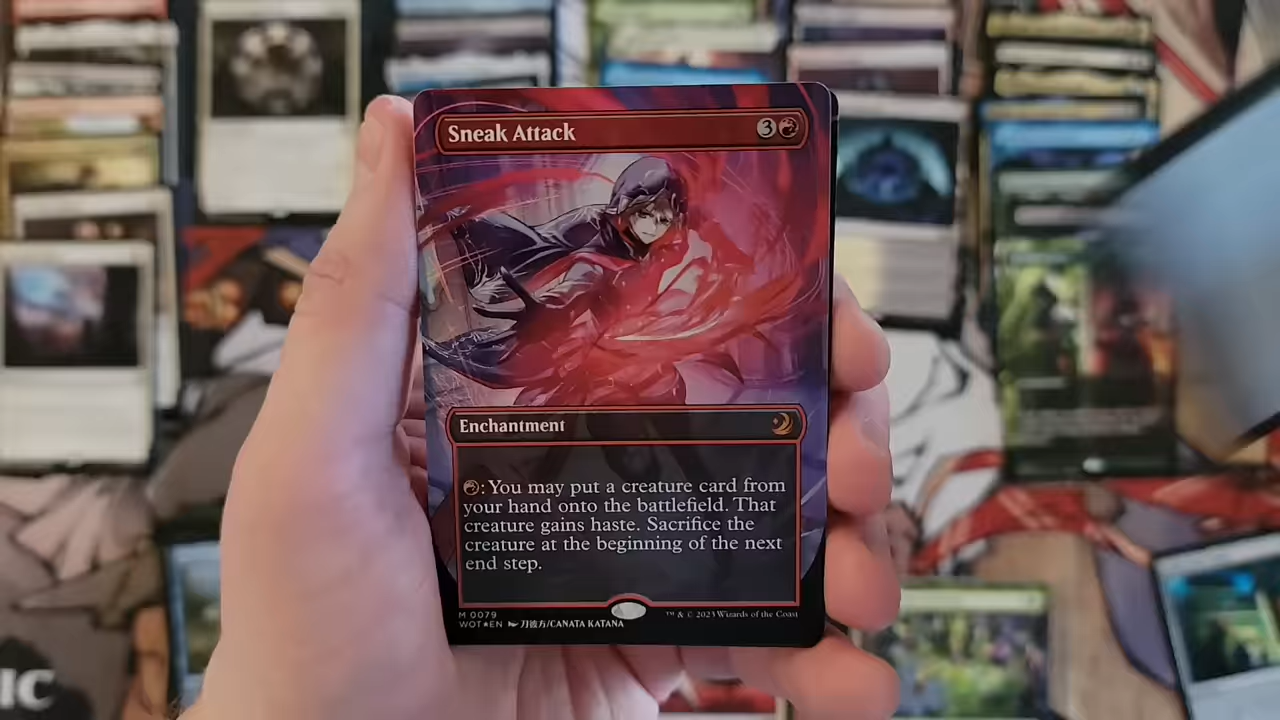 Sneak Attack 3
Enchantment
: You may put a creature card from
your hand onto the battlefield. That
creature gains haste. Sacrifice the
creature at the beginning of the next
end step.
M 0079
WOT★EN 刀彼方/CANATA KATANA
™ & © 2023 Wizards of the Coast
IC